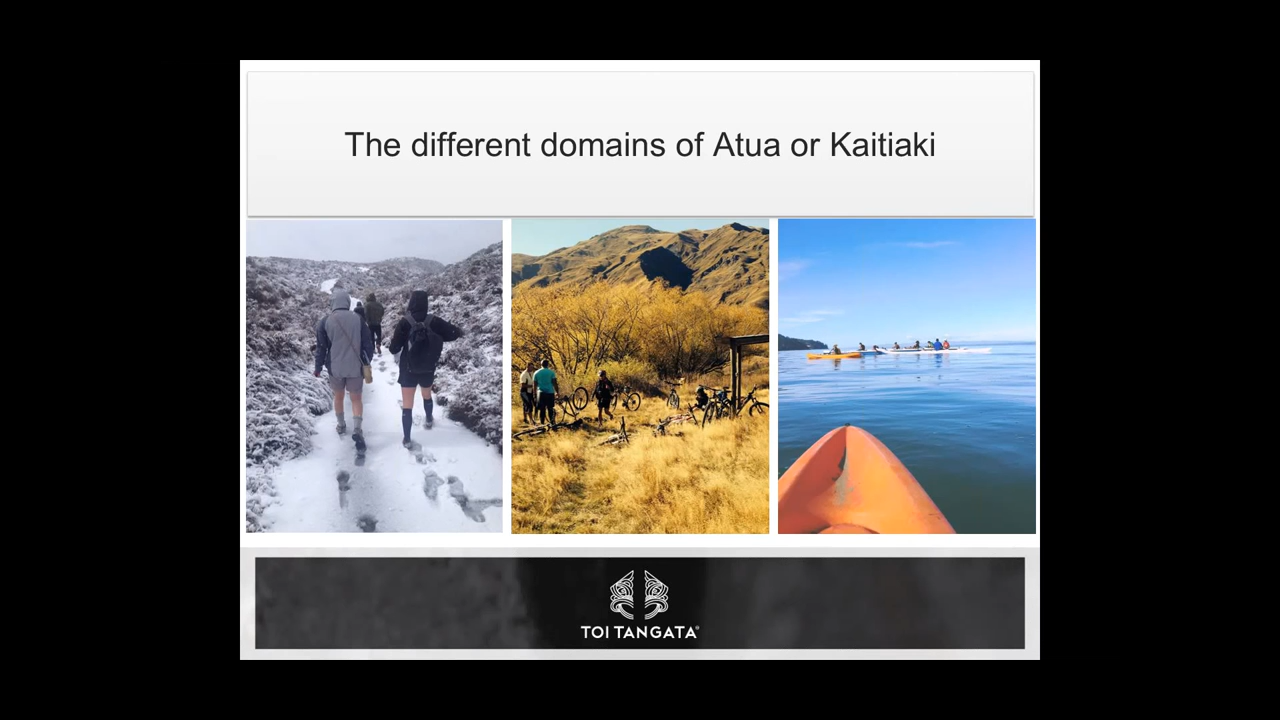 The different domains of Atua or Kaitiaki
TOI TANGATA®